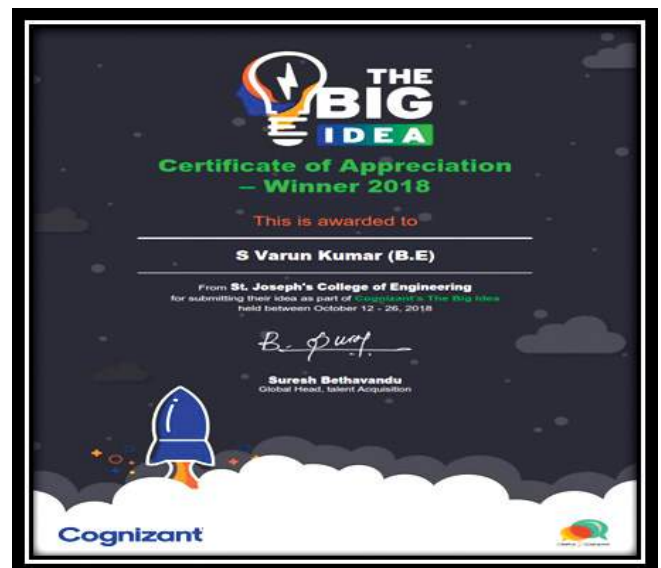 THE
BIG
IDEA
Certificate of Appreciation
– Winner 2018
This is awarded to
S Varun Kumar (B.E)
From St. Joseph's College of Engineering
for submitting their idea as part of Cognizant's The Big Idea
held between October 12 - 26, 2018
Suresh Bethavandu
Global Head, talent Acquisition
Cognizant